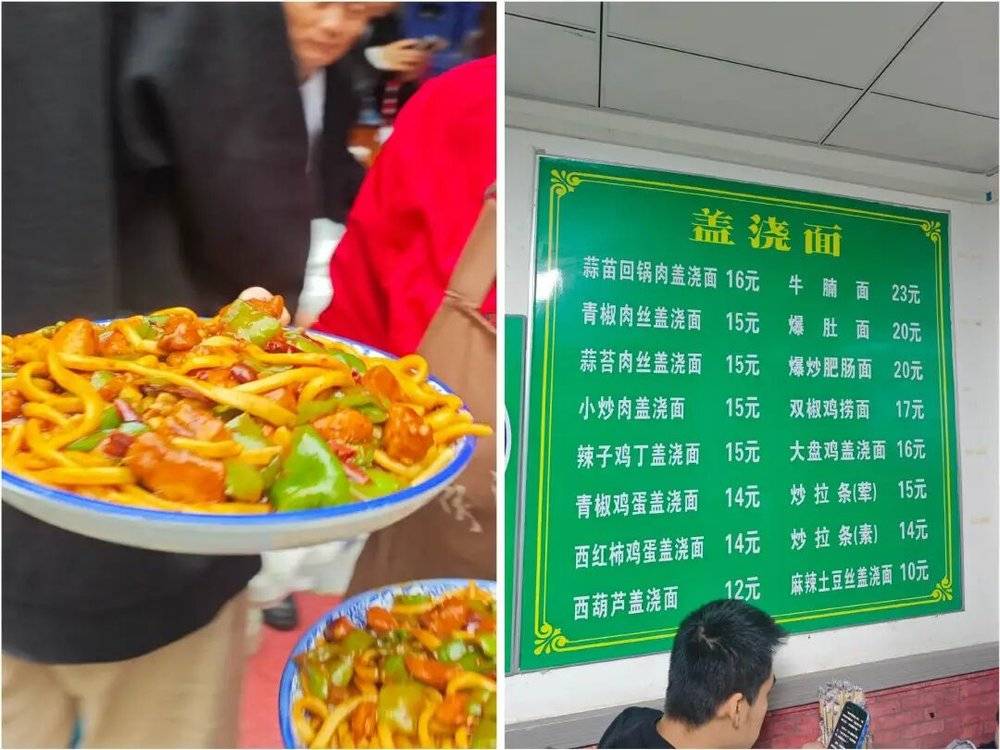 盖浇面
蒜苗回锅肉盖浇面 16元
青椒肉丝盖浇面 15元
蒜苔肉丝盖浇面 15元
小炒肉盖浇面 15元
辣子鸡丁盖浇面 15元
青椒鸡蛋盖浇面 14元
西红柿鸡蛋盖浇面 14元
西葫芦盖浇面 12元
牛腩面 23元
爆肚面 20元
爆炒肥肠面 20元
双椒鸡捞面 17元
大盘鸡盖浇面 16元
炒拉条(荤) 15元
炒拉条(素) 14元
麻辣土豆丝盖浇面 10元